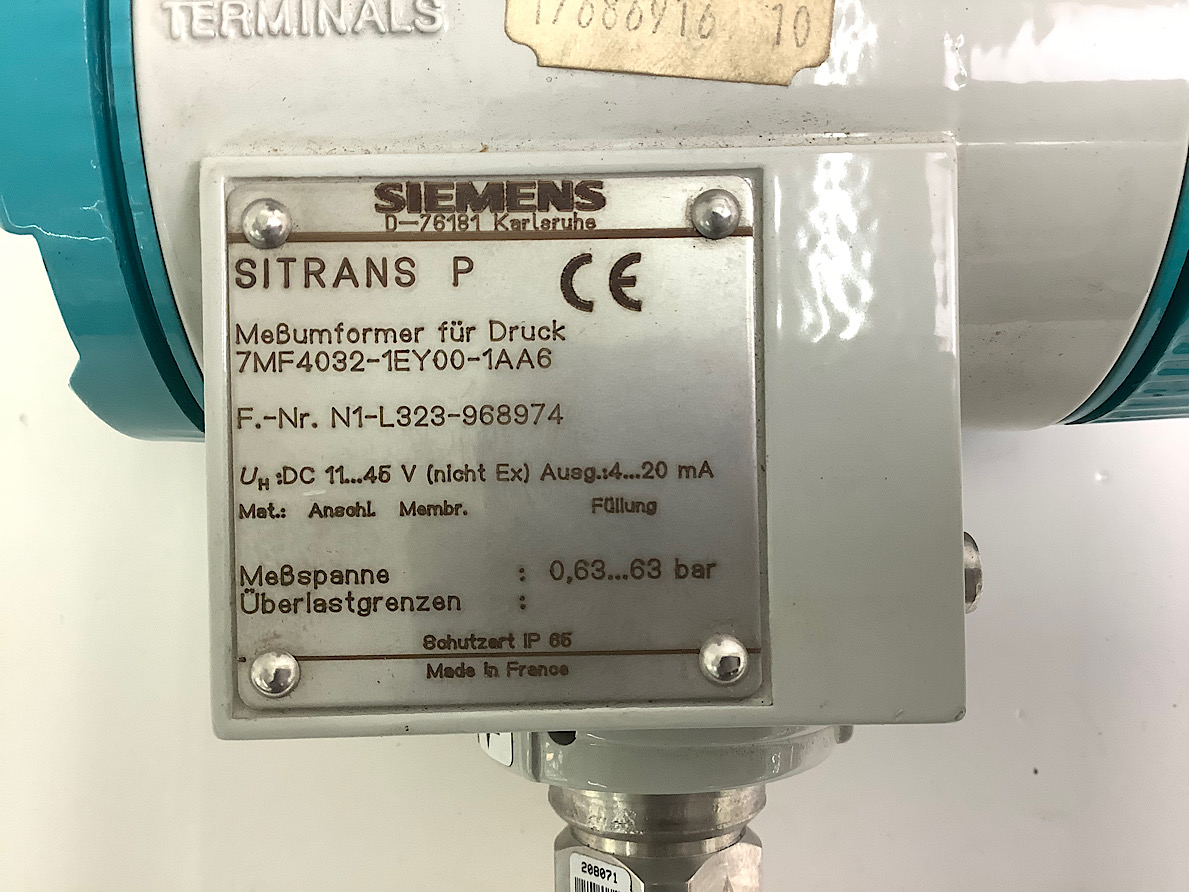 TERMINALS
17686916 10
SIEMENS
D-76181 Karlsruhe
SITRANS P CE
Meßumformer für Druck
7MF4032-1EY00-1AA6
F.-Nr. N1-L323-968974
UH :DC 11...45 V (nicht Ex) Ausg.:4...20 mA
Mat.: Anschl. Membr. Füllung
Meßspanne : 0,63...63 bar
Überlastgrenzen :
Schutzart IP 65
Made in France
208071